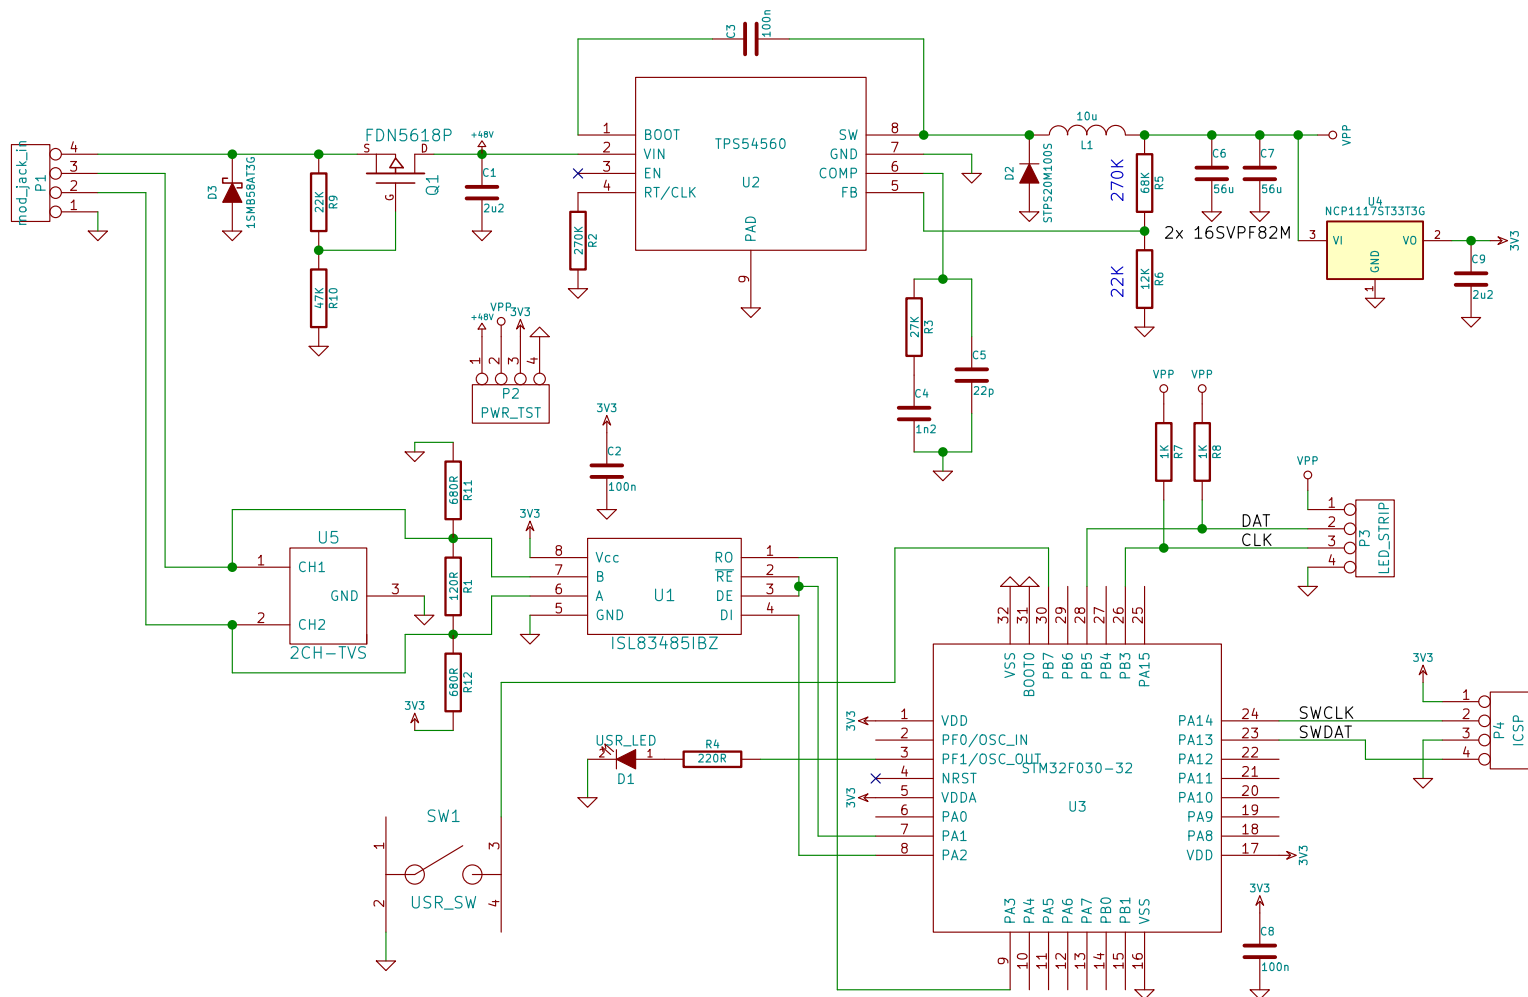 C3
100n
FDN5618P
S
D
G
Q1
+48V
C1
2u2
mod_jack_in
P1
4
3
2
1
D3
1SMB58AT3G
22K
R9
47K
R10
TPS54560
U2
1
BOOT
2
VIN
3
EN
4
RT/CLK
SW
8
GND
7
COMP
6
FB
5
PAD
9
270K
R2
D2
STPS20M100S
10u
L1
270K
68K
R5
22K
12K
R6
C6
56u
C7
56u
2x 16SVPF82M
VPP
U4
NCP1117ST33T3G
3
VI
VO
2
GND
1
3V3
C9
2u2
27K
R3
C4
1n2
C5
22p
+48V
VPP
3V3
1
2
3
4
P2
PWR_TST
3V3
C2
100n
680R
R11
120R
R1
680R
R12
3V3
U5
1
CH1
GND
3
2
CH2
2CH-TVS
3V3
8
Vcc
7
B
6
A
5
GND
RO
1
RE
2
DE
3
DI
4
U1
ISL83485IBZ
VPP
VPP
1K
R7
1K
R8
VPP
DAT
CLK
1
2
3
4
P3
LED_STRIP
32
31
30
29
28
27
26
25
VSS
BOOT0
PB7
PB6
PB5
PB4
PB3
PA15
3V3
1
VDD
2
PF0/OSC_IN
3
PF1/OSC_OUT
4
NRST
3V3
5
VDDA
6
PA0
7
PA1
8
PA2
STM32F030-32
U3
PA14
24
PA13
23
PA12
22
PA11
21
PA10
20
PA9
19
PA8
18
VDD
17
3V3
PA3
PA4
PA5
PA6
PA7
PB0
PB1
VSS
9
10
11
12
13
14
15
16
SWCLK
SWDAT
3V3
1
2
3
4
P4
ICSP
3V3
C8
100n
USR_LED
2
1
D1
R4
220R
SW1
1
3
2
4
USR_SW